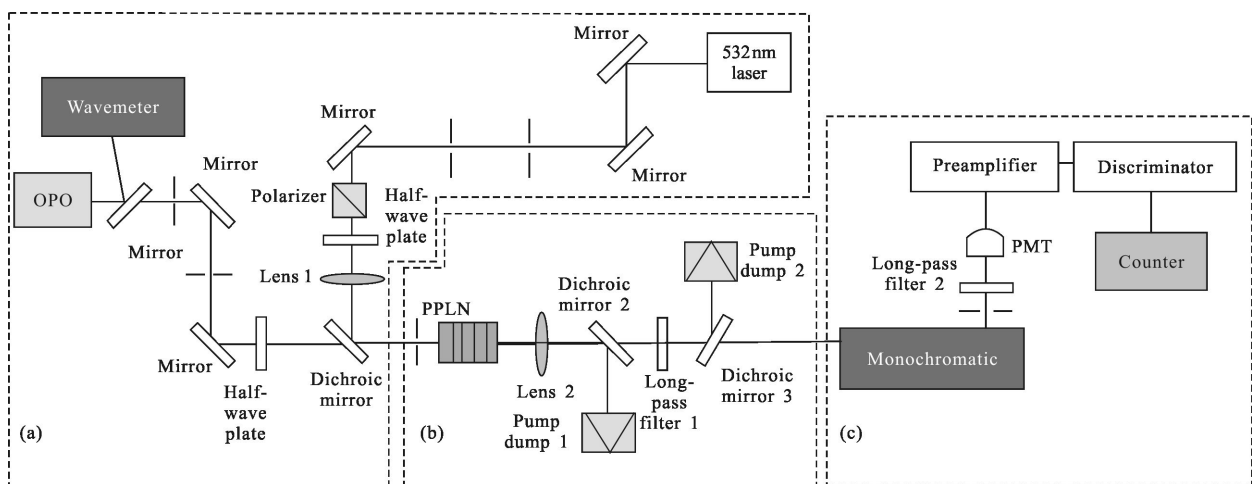 Mirror
532nm
laser
Wavemeter
Mirror
Mirror
Mirror
OPO
Polarizer
Half-
wave
plate
Mirror
Lens 1
Mirror
Half-
wave
plate
Dichroic
mirror
(a)
PPLN
Lens 2
Dichroic
mirror 2
Pump
dump 2
Pump
dump 1
Long-
pass
filter 1
Dichroic
mirror 3
(b)
Preamplifier
Discriminator
PMT
Long-pass
filter 2
Counter
Monochromatic
(c)